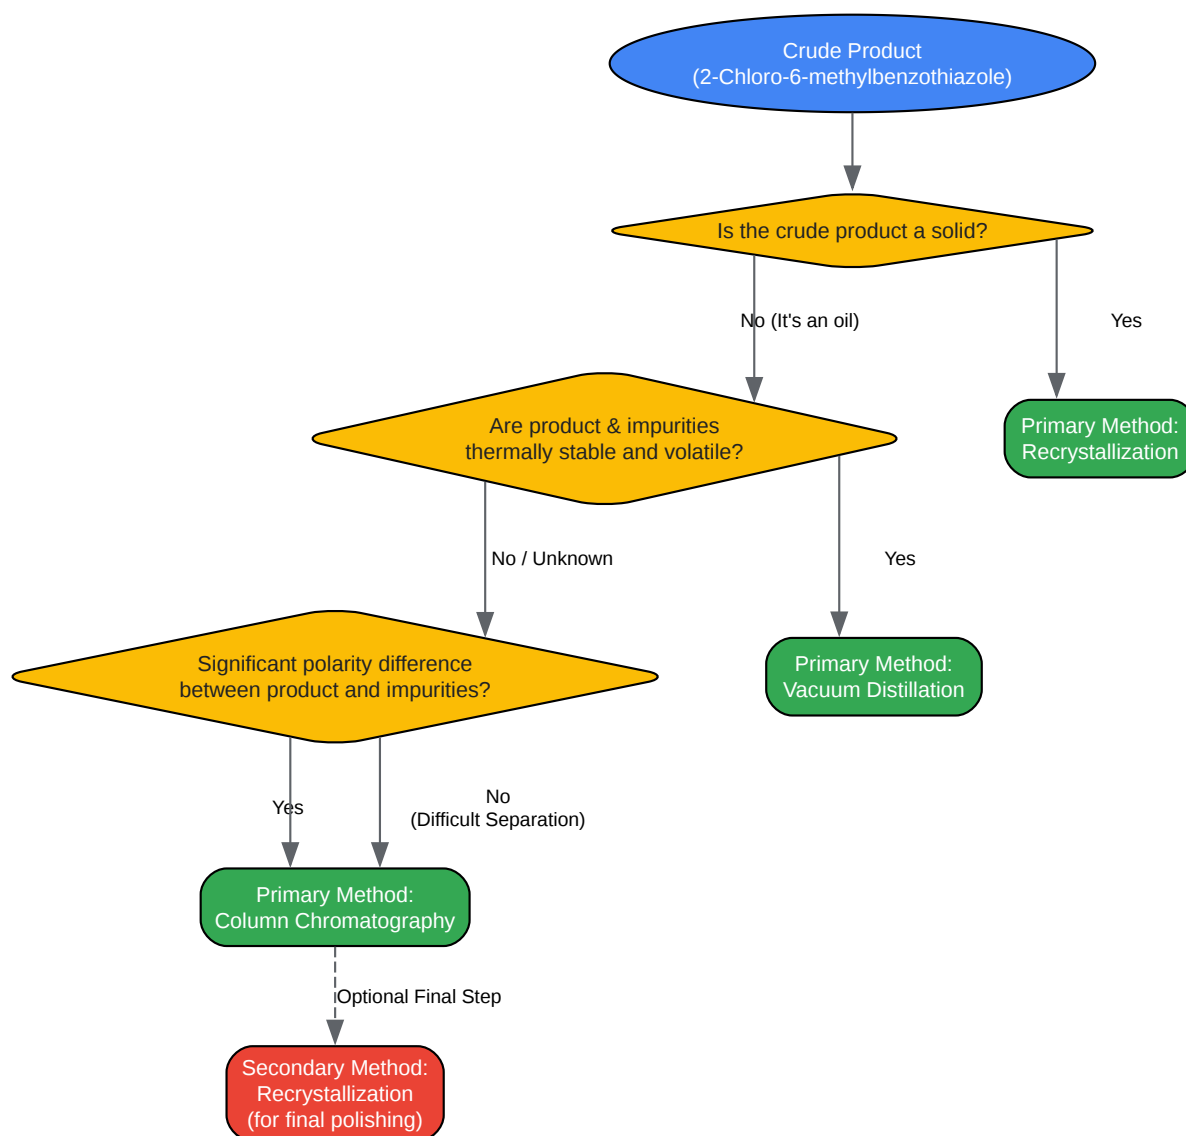 Crude Product
(2-Chloro-6-methylbenzothiazole)
Is the crude product a solid?
No (It's an oil)
Yes
Primary Method:
Recrystallization
Are product & impurities
thermally stable and volatile?
No / Unknown
Yes
Significant polarity difference
between product and impurities?
Primary Method:
Vacuum Distillation
Yes
No
(Difficult Separation)
Primary Method:
Column Chromatography
Optional Final Step
Secondary Method:
Recrystallization
(for final polishing)